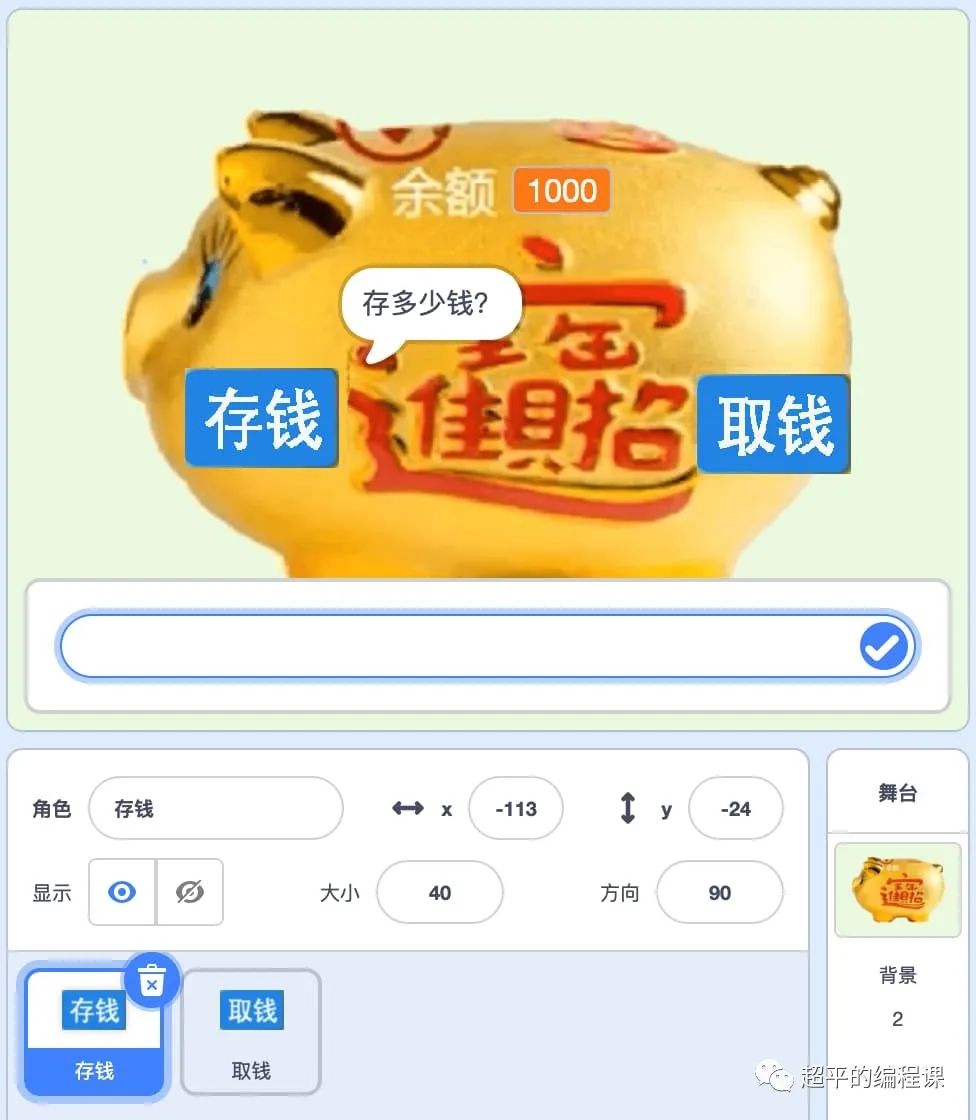 余额 1000
存多少钱?
存钱 取钱
進財招
角色 存钱 x -113 y -24
舞台
显示 大小 40 方向 90
背景
2
存钱 取钱
存钱 取钱
超平的编程课